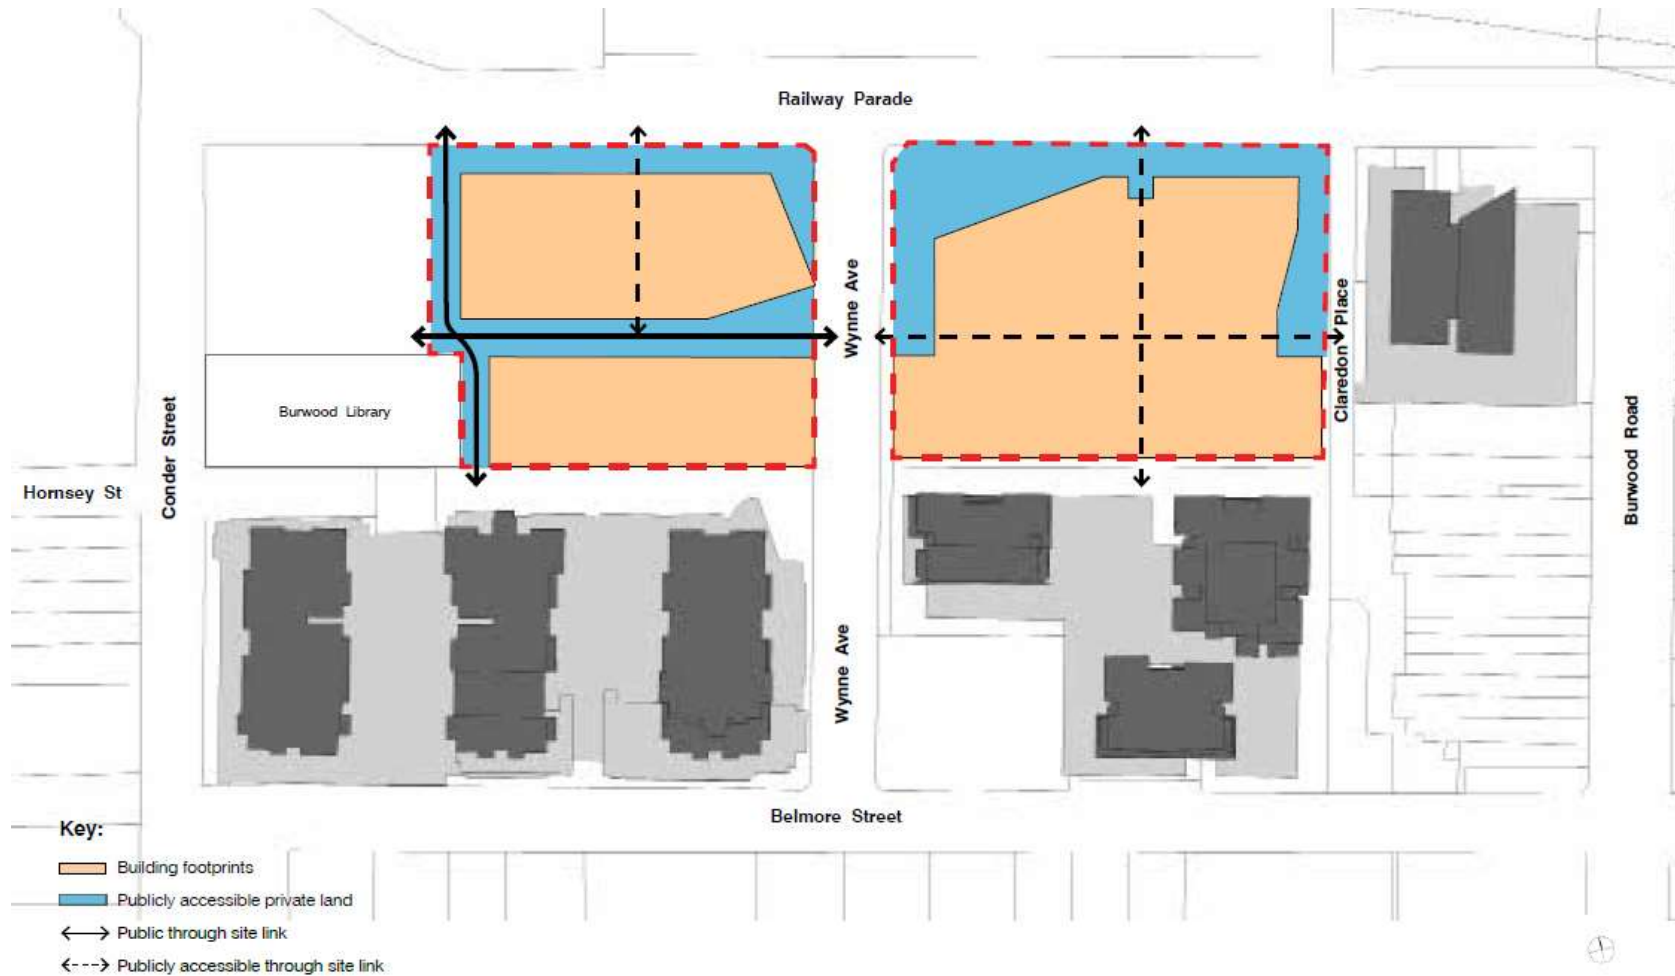 Railway Parade
Wynne Ave
Claredon Place
Burwood Library
Conder Street
Burwood Road
Hornsey St
Wynne Ave
Belmore Street
Key:
Building footprints
Publicly accessible private land
Public through site link
Publicly accessible through site link